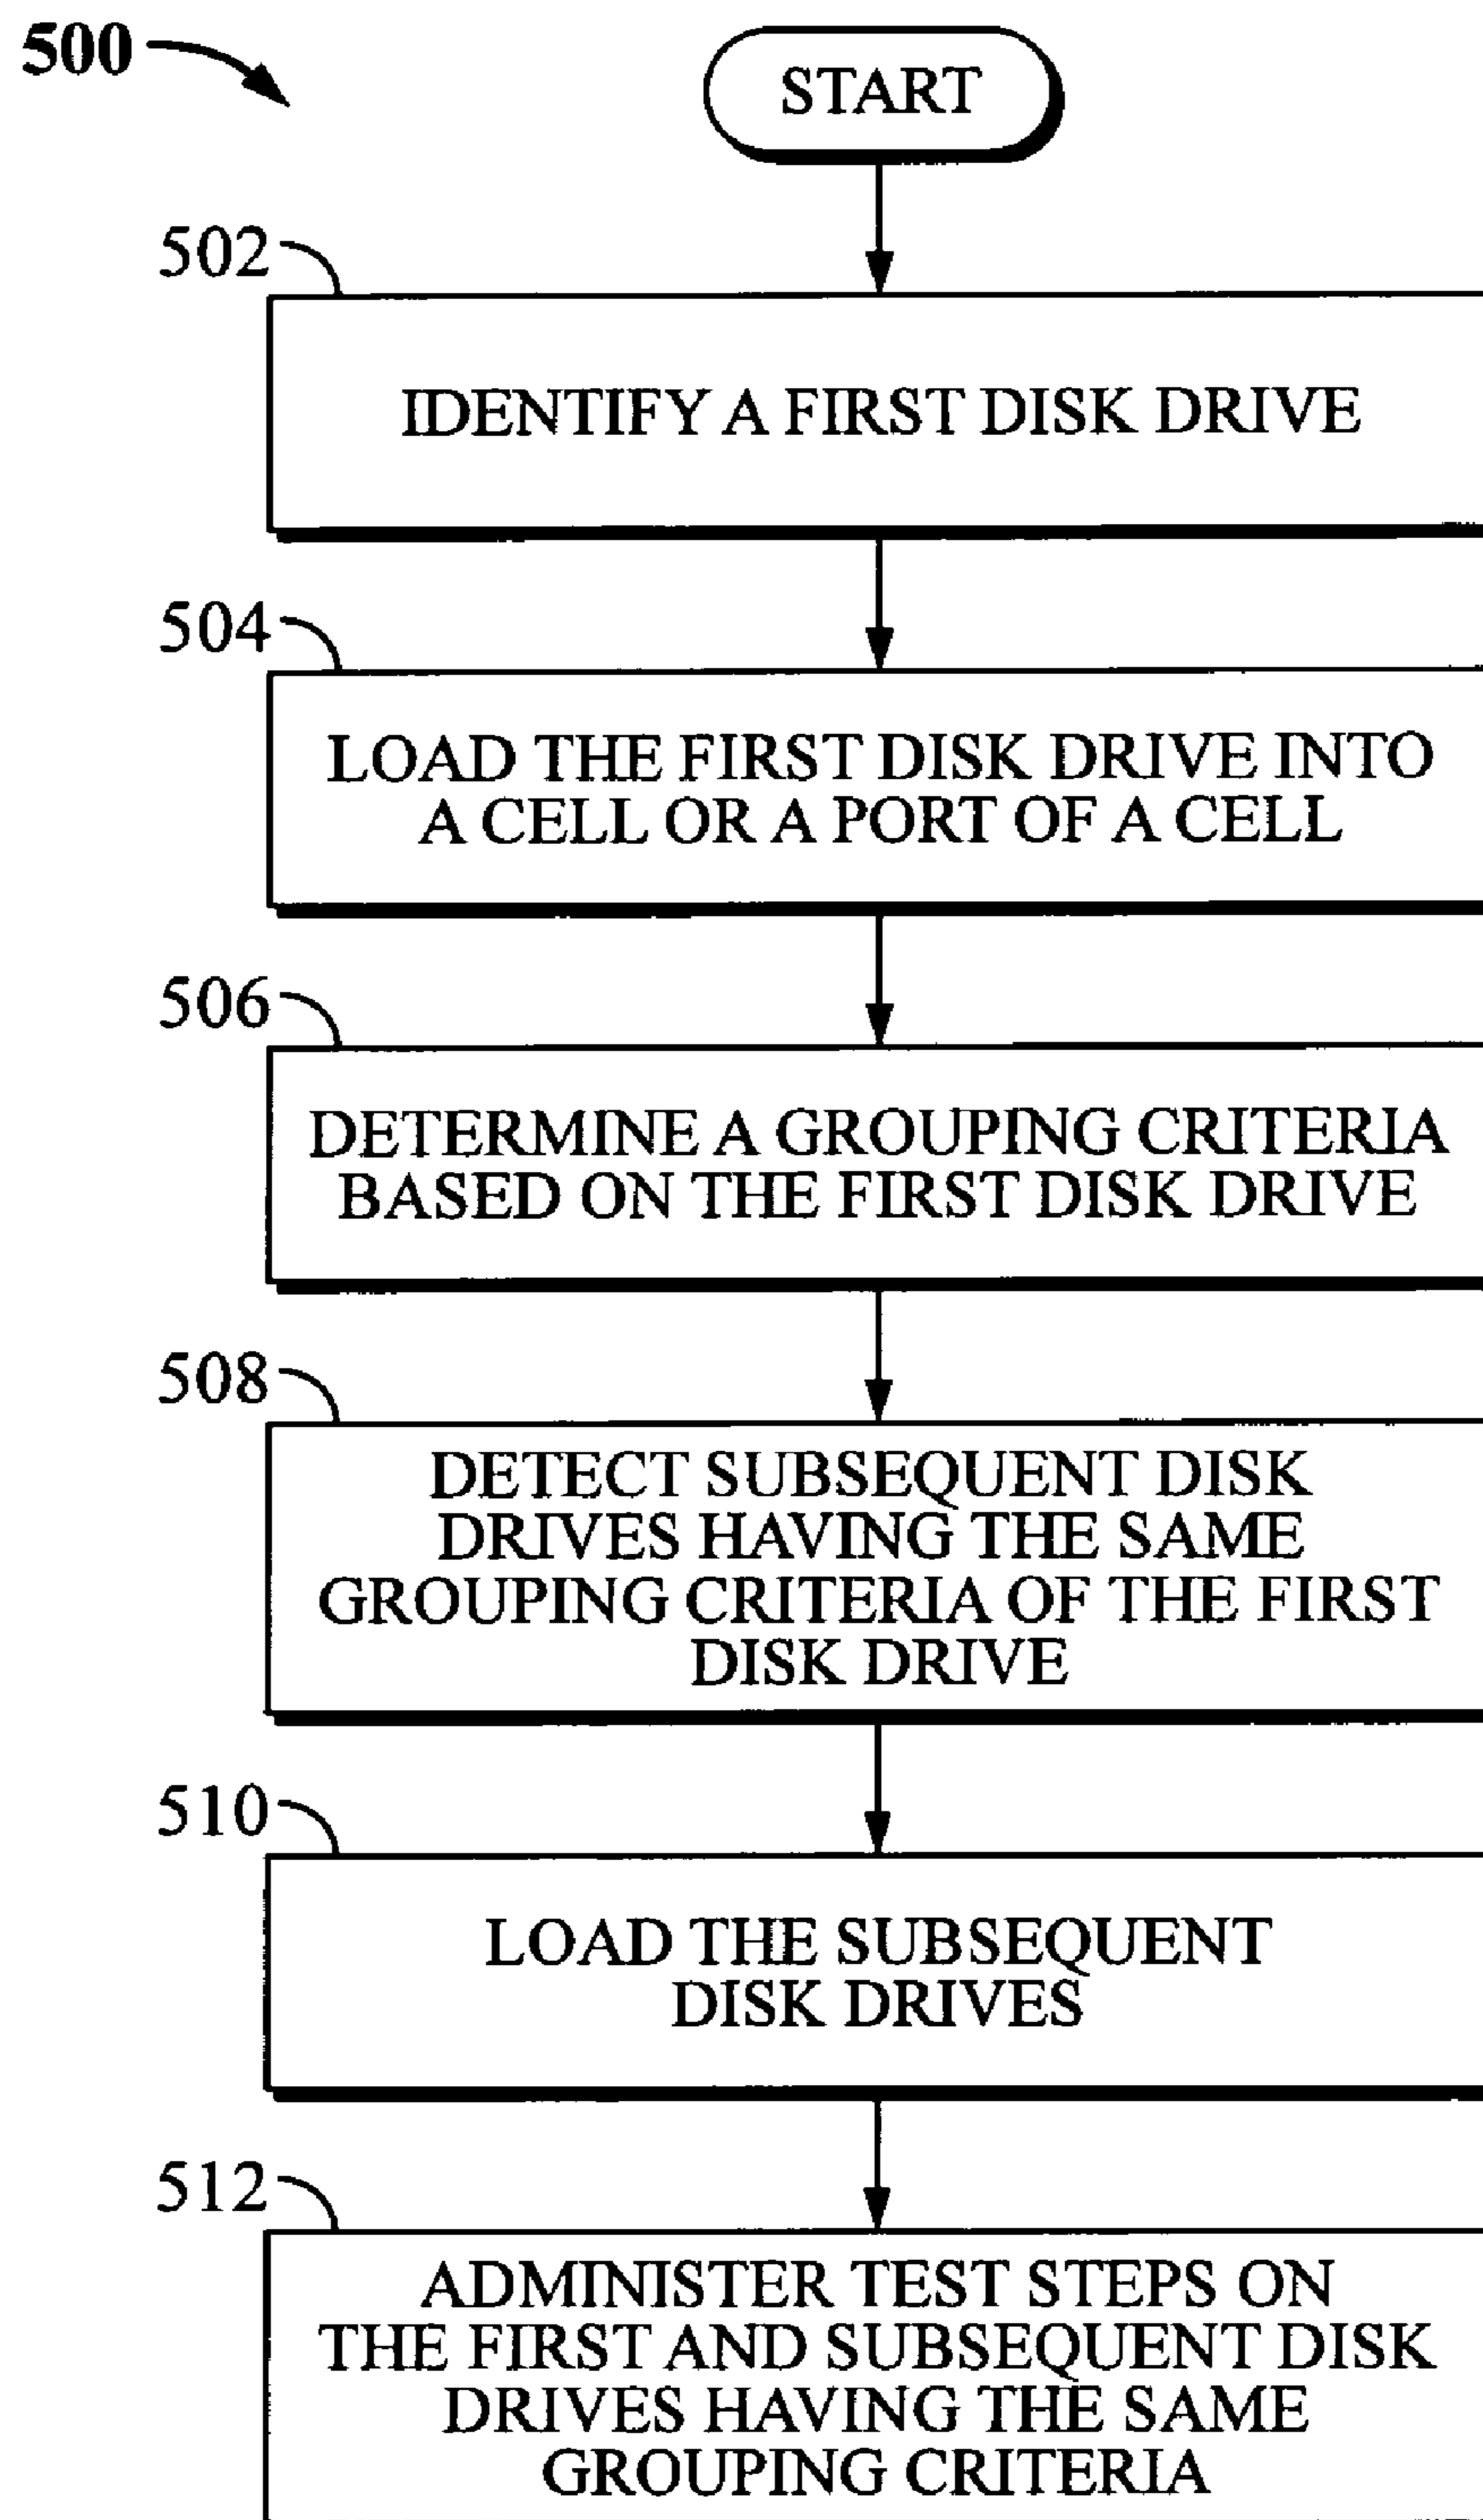 500
START
502
IDENTIFY A FIRST DISK DRIVE
504
LOAD THE FIRST DISK DRIVE INTO
A CELL OR A PORT OF A CELL
506
DETERMINE A GROUPING CRITERIA
BASED ON THE FIRST DISK DRIVE
508
DETECT SUBSEQUENT DISK
DRIVES HAVING THE SAME
GROUPING CRITERIA OF THE FIRST
DISK DRIVE
510
LOAD THE SUBSEQUENT
DISK DRIVES
512
ADMINISTER TEST STEPS ON
THE FIRST AND SUBSEQUENT DISK
DRIVES HAVING THE SAME
GROUPING CRITERIA